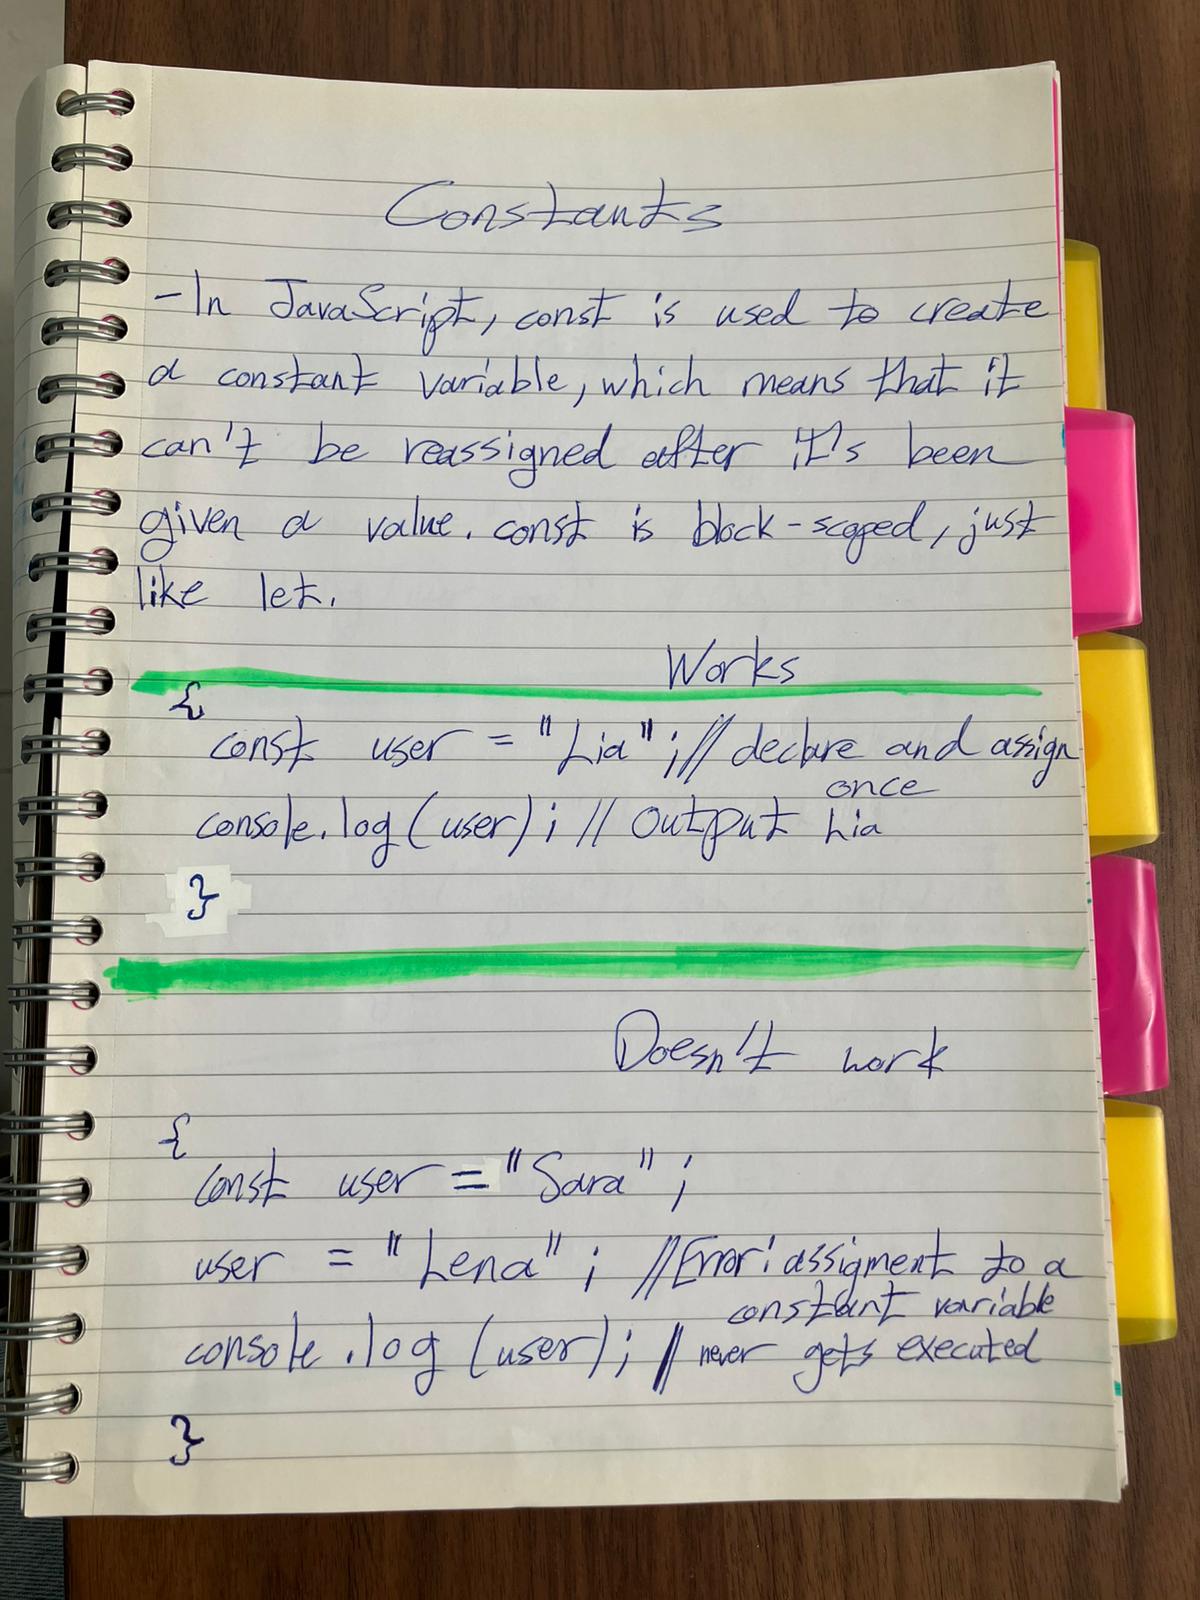 Constants
-In JavaScript, const is used to create
a constant variable, which means that it
can't be reassigned after it's been
given a value. const is block-scoped, just
like let.
Works
{
const user = "Lia"; // declare and assign
once
console.log(user); // Output Lia
}
Doesn't work
{
const user = "Sara";
user = "Lena"; //Error: assigment to a
constant variable
console.log (user); // never gets executed
}